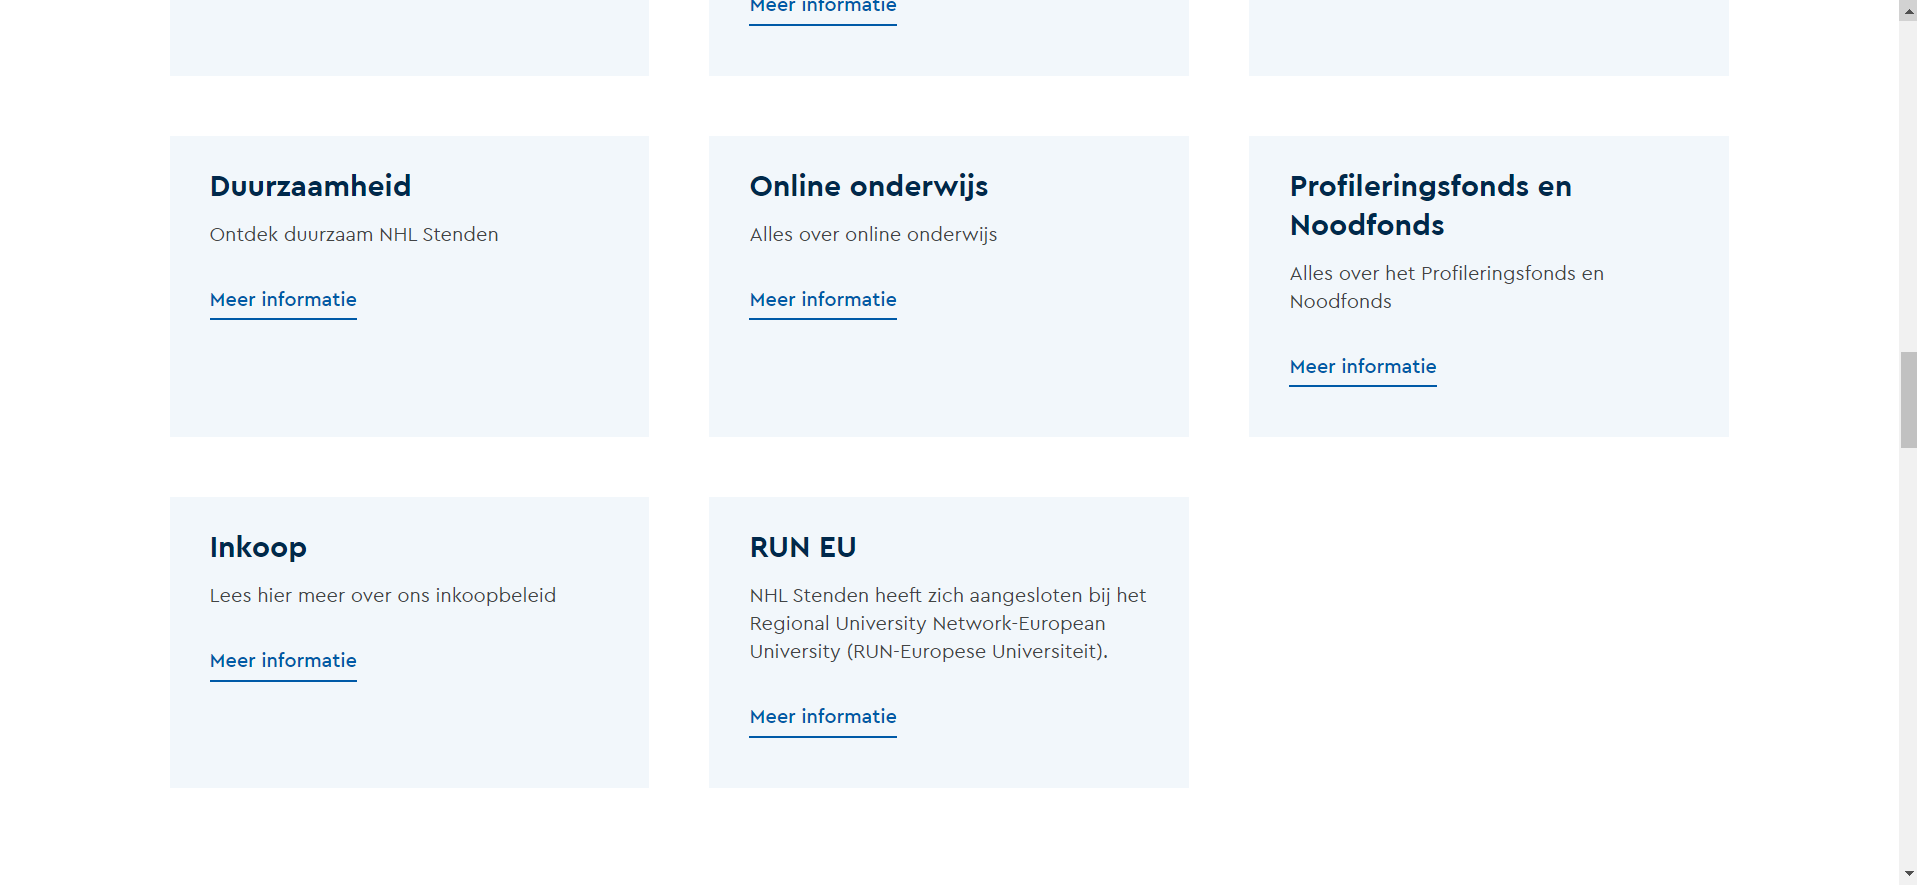 Meer informatie
Duurzaamheid
Ontdek duurzaam NHL Stenden
Meer informatie
Online onderwijs
Alles over online onderwijs
Meer informatie
Profileringsfonds en
Noodfonds
Alles over het Profileringsfonds en
Noodfonds
Meer informatie
Inkoop
Lees hier meer over ons inkoopbeleid
Meer informatie
RUN EU
NHL Stenden heeft zich aangesloten bij het
Regional University Network-European
University (RUN-Europese Universiteit).
Meer informatie